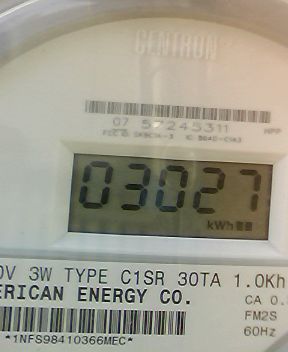 CENTRON
07 57245311
HPP
03027
kWh
0V 3W TYPE C1SR 30TA 1.0Kh
ERICAN ENERGY CO.
CA 0.
FM2S
60Hz
*1NFS98410366MEC*